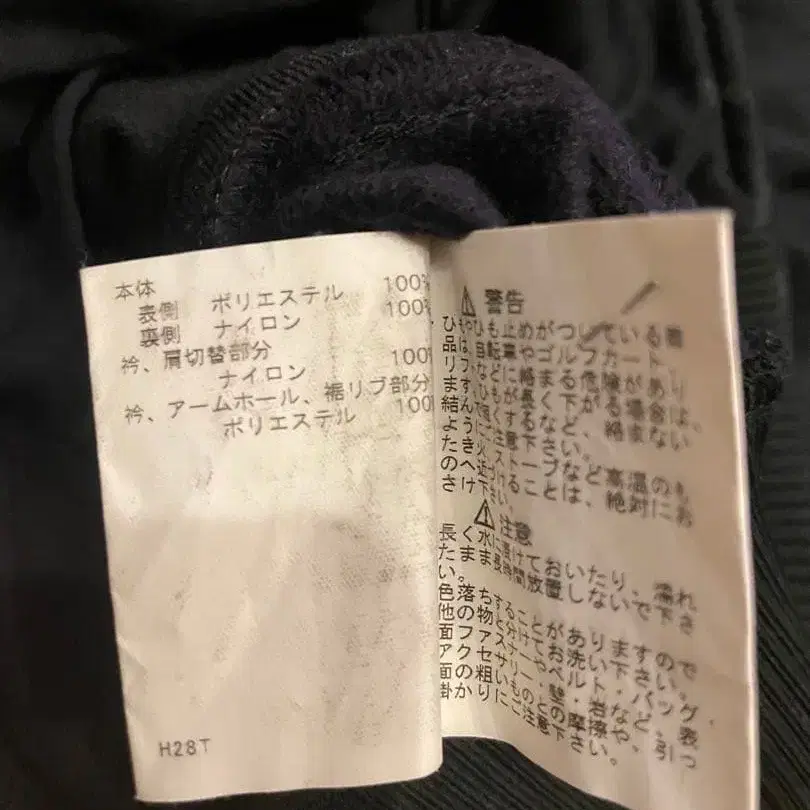 本体
表側 ポリエステル 100%
裏側 ナイロン 100%
衿、肩切替部分
ナイロン 100%
衿、アームホール、裾リブ部分
ポリエステル 100
警告
ひもやひも止めがついている商
品は、自転車やゴルフカート、
リフトなどに絡まる危険があり
ます。ひもが長く下がる場合は、
結んで短くするなど、絡まない
ようにご注意下さい。
たき火、ストーブなど高温のも
のへ近づけることは、絶対にお
さけ下さい。
注意
長く水に浸けておいたり、濡れ
たまま長時間放置しないで下さ
い。
色落ちすることがありますので
他の物と分けてお洗い下さい。
面ファスナーやベルト・バッグ
アクセサリー・壁・岩など、表
面の粗いものとの摩擦や、引っ
掛かりにご注意下さい
H28T